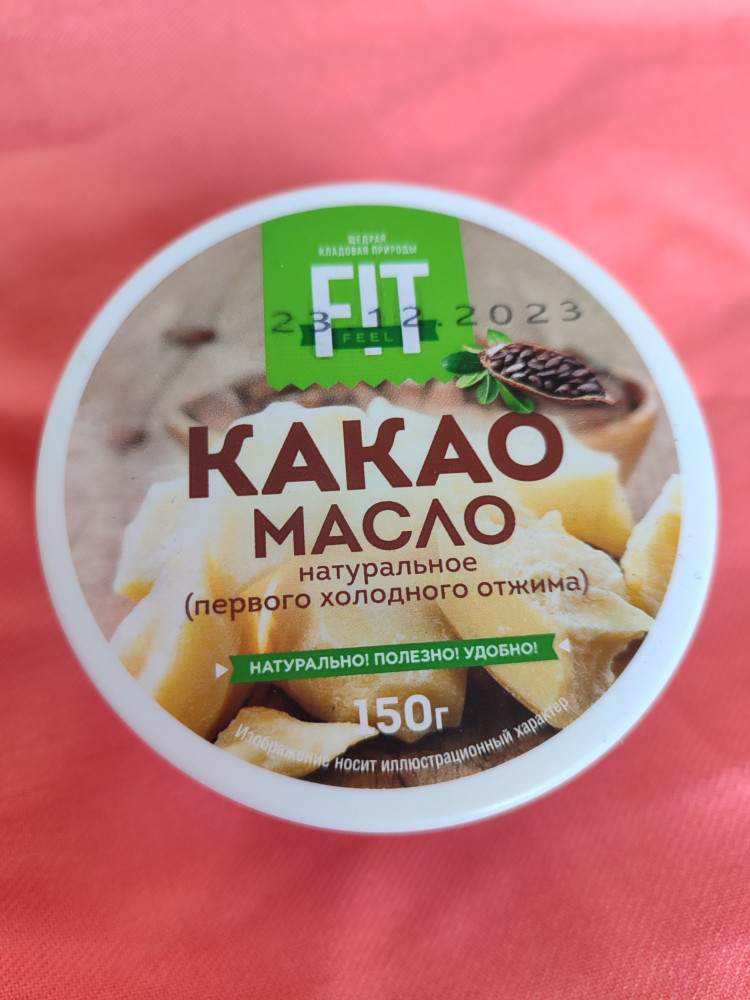 ЩЕДРАЯ
КЛАДОВАЯ ПРИРОДЫ
F!T
23.12.2023
FEEL
КАКАО
МАСЛО
натуральное
(первого холодного отжима)
НАТУРАЛЬНО! ПОЛЕЗНО! УДОБНО!
150г
Изображение носит иллюстрационный характер